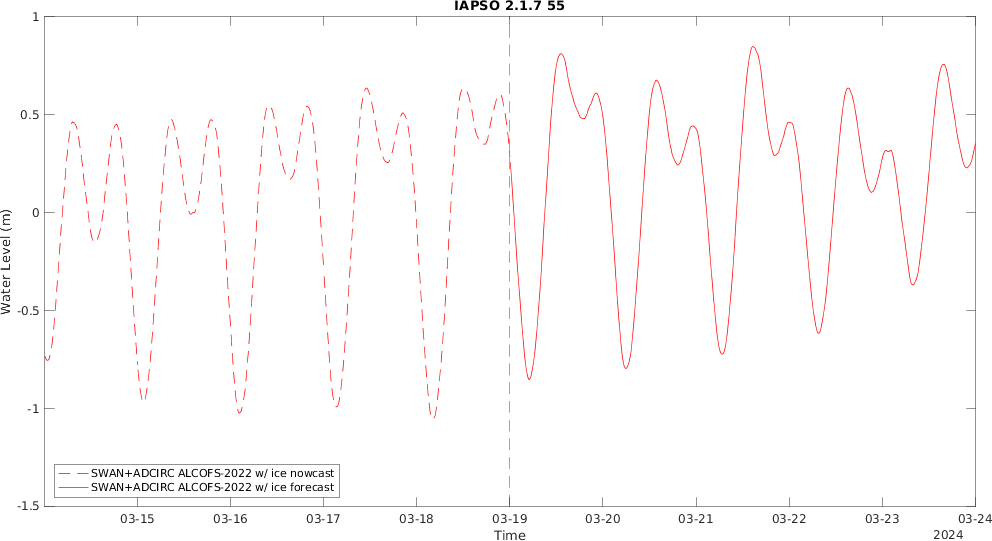 IAPSO 2.1.7 55
1
0.5
0
-0.5
-1
-1.5
Water Level (m)
SWAN+ADCIRC ALCOFS-2022 w/ ice nowcast
SWAN+ADCIRC ALCOFS-2022 w/ ice forecast
03-15 03-16 03-17 03-18 03-19 03-20 03-21 03-22 03-23 03-24
Time
2024